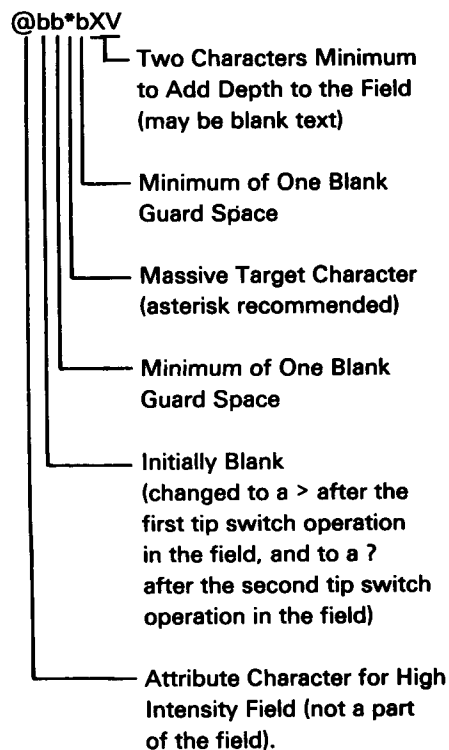 @bb*bXV
Two Characters Minimum
to Add Depth to the Field
(may be blank text)
Minimum of One Blank
Guard Space
Massive Target Character
(asterisk recommended)
Minimum of One Blank
Guard Space
Initially Blank
(changed to a > after the
first tip switch operation
in the field, and to a ?
after the second tip switch
operation in the field)
Attribute Character for High
Intensity Field (not a part
of the field).